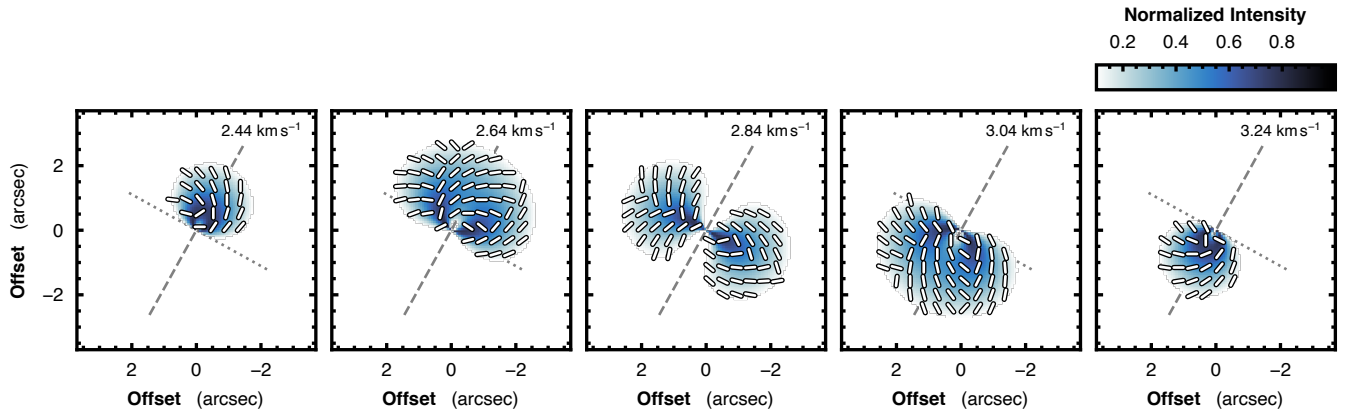 Normalized Intensity
0.2 0.4 0.6 0.8
2.44 km s⁻¹ 2.64 km s⁻¹ 2.84 km s⁻¹ 3.04 km s⁻¹ 3.24 km s⁻¹
2
0
−2
Offset (arcsec)
2 0 −2 2 0 −2 2 0 −2 2 0 −2 2 0 −2
Offset (arcsec) Offset (arcsec) Offset (arcsec) Offset (arcsec) Offset (arcsec)